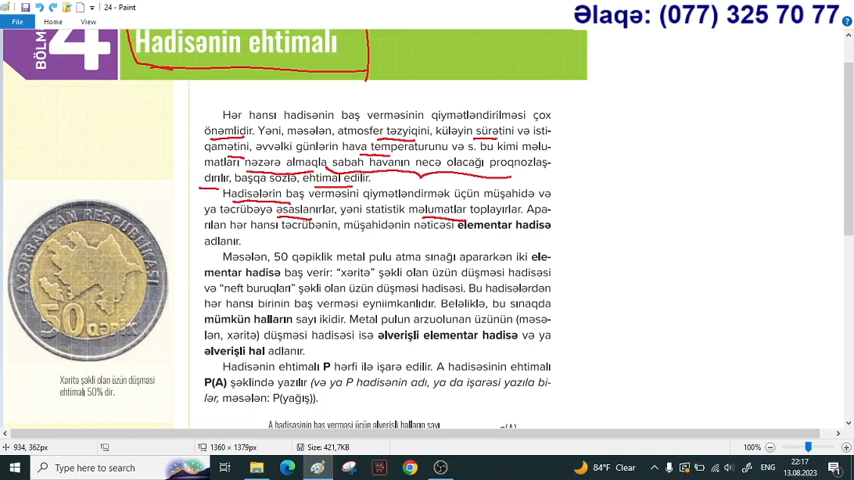 24 - Paint
Əlaqə: (077) 325 70 77
File Home View
BÖLM
4
Hadisənin ehtimalı
Hər hansı hadisənin baş verməsinin qiymətləndirilməsi çox
önəmlidir. Yəni, məsələn, atmosfer təzyiqini, küləyin sürətini və isti-
qamətini, əvvəlki günlərin hava temperaturunu və s. bu kimi məlu-
matları nəzərə almaqla sabah havanın necə olacağı proqnozlaş-
dırılır, başqa sözlə, ehtimal edilir.
Hadisələrin baş verməsini qiymətləndirmək üçün müşahidə və
ya təcrübəyə əsaslanırlar, yəni statistik məlumatlar toplayırlar. Apa-
rılan hər hansı təcrübənin, müşahidənin nəticəsi elementar hadisə
adlanır.
Məsələn, 50 qəpiklik metal pulu atma sınağı apararkən iki ele-
mentar hadisə baş verir: “xəritə” şəkli olan üzün düşməsi hadisəsi
və “neft buruqları” şəkli olan üzün düşməsi hadisəsi. Bu hadisələrdən
hər hansı birinin baş verməsi eyniimkanlıdır. Beləliklə, bu sınaqda
mümkün halların sayı ikidir. Metal pulun arzuolunan üzünün (məsə-
lən, xəritə) düşməsi hadisəsi isə əlverişli elementar hadisə və ya
əlverişli hal adlanır.
Hadisənin ehtimalı P hərfi ilə işarə edilir. A hadisəsinin ehtimalı
P(A) şəklində yazılır (və ya P hadisənin adı, ya da işarəsi yazıla bi-
lər, məsələn: P(yağış)).
AZƏRBAYCAN RESPUBLİKASI
50 qəpik
Xəritə şəkli olan üzün düşməsi
ehtimalı 50% dir.
A hadisəsinin baş verməsi üçün əlverişli halların sayı
n(A)
934, 362px
1360 × 1379px
Size: 421,7KB
100%
Type here to search
84°F Clear
ENG
22:17
13.08.2023